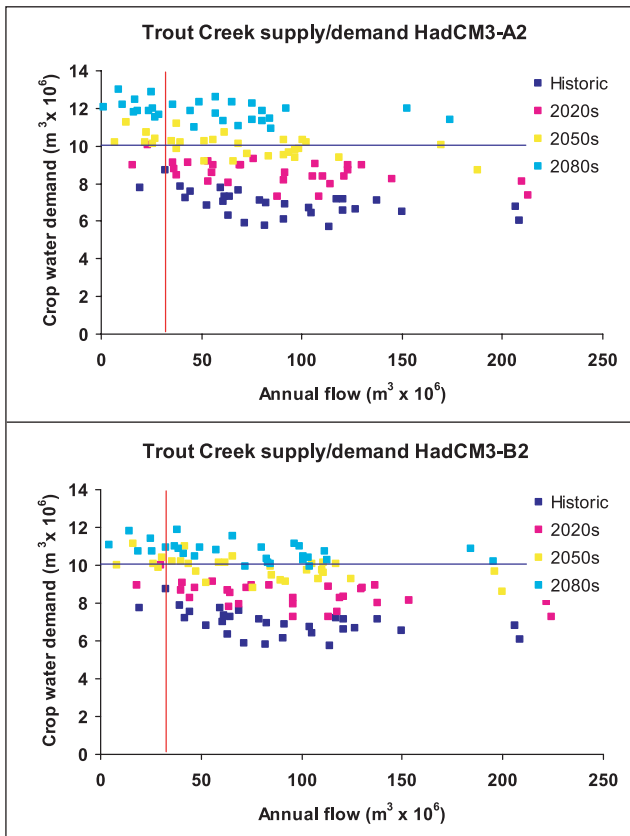 Trout Creek supply/demand HadCM3-A2
Crop water demand (m³ x 10⁶)
14
12
10
8
6
4
2
0
0 50 100 150 200 250
Annual flow (m³ x 10⁶)
Historic
2020s
2050s
2080s
Trout Creek supply/demand HadCM3-B2
Crop water demand (m³ x 10⁶)
14
12
10
8
6
4
2
0
0 50 100 150 200 250
Annual flow (m³ x 10⁶)
Historic
2020s
2050s
2080s